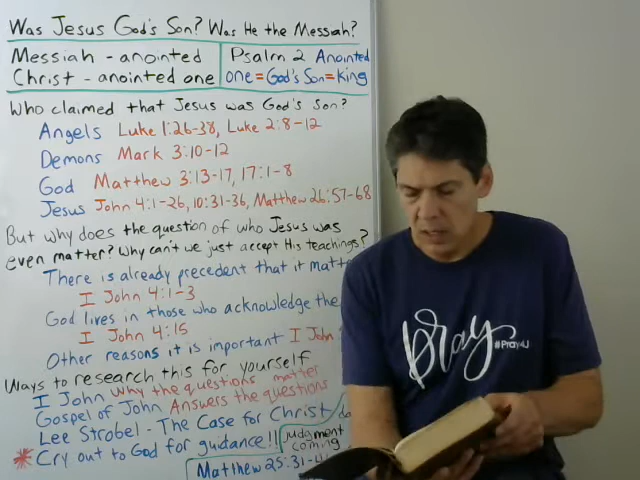 Was Jesus God's Son? Was He the Messiah?
Messiah - anointed
Christ - anointed one
Psalm 2 Anointed
one = God's Son = King
Who claimed that Jesus was God's Son?
Angels Luke 1:26-38, Luke 2:8-12
Demons Mark 3:10-12
God Matthew 3:13-17, 17:1-8
Jesus John 4:1-26, 10:31-36, Matthew 26:57-68
But why does the question of who Jesus was
even matter? Why can't we just accept His teachings?
There is already precedent that it matt
I John 4:1-3
God lives in those who acknowledge the
I John 4:15
Other reasons it is important I John
Ways to research this for yourself
I John Why the questions matter
Gospel of John Answers the questions
Lee Strobel - The Case for Christ
* Cry out to God for guidance!!
judgment
coming
Matthew 25:31-4
pray
#Pray4U